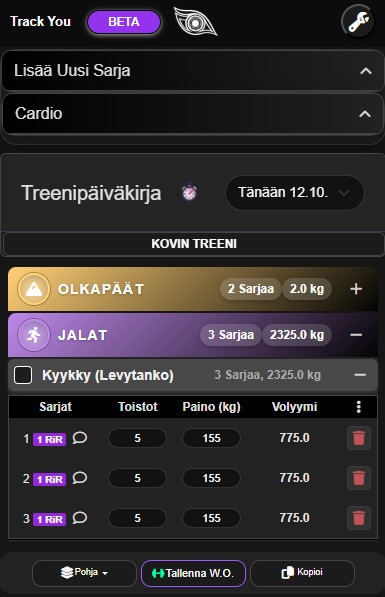 Track You BETA
Lisää Uusi Sarja
Cardio
Treenipäiväkirja Tänään 12.10.
KOVIN TREENI
OLKAPÄÄT 2 Sarjaa 2.0 kg +
JALAT 3 Sarjaa 2325.0 kg −
Kyykky (Levytanko) 3 Sarjaa, 2325.0 kg −
Sarjat Toistot Paino (kg) Volyymi
1 1 RiR 5 155 775.0
2 1 RiR 5 155 775.0
3 1 RiR 5 155 775.0
Pohja Tallenna W.O. Kopioi